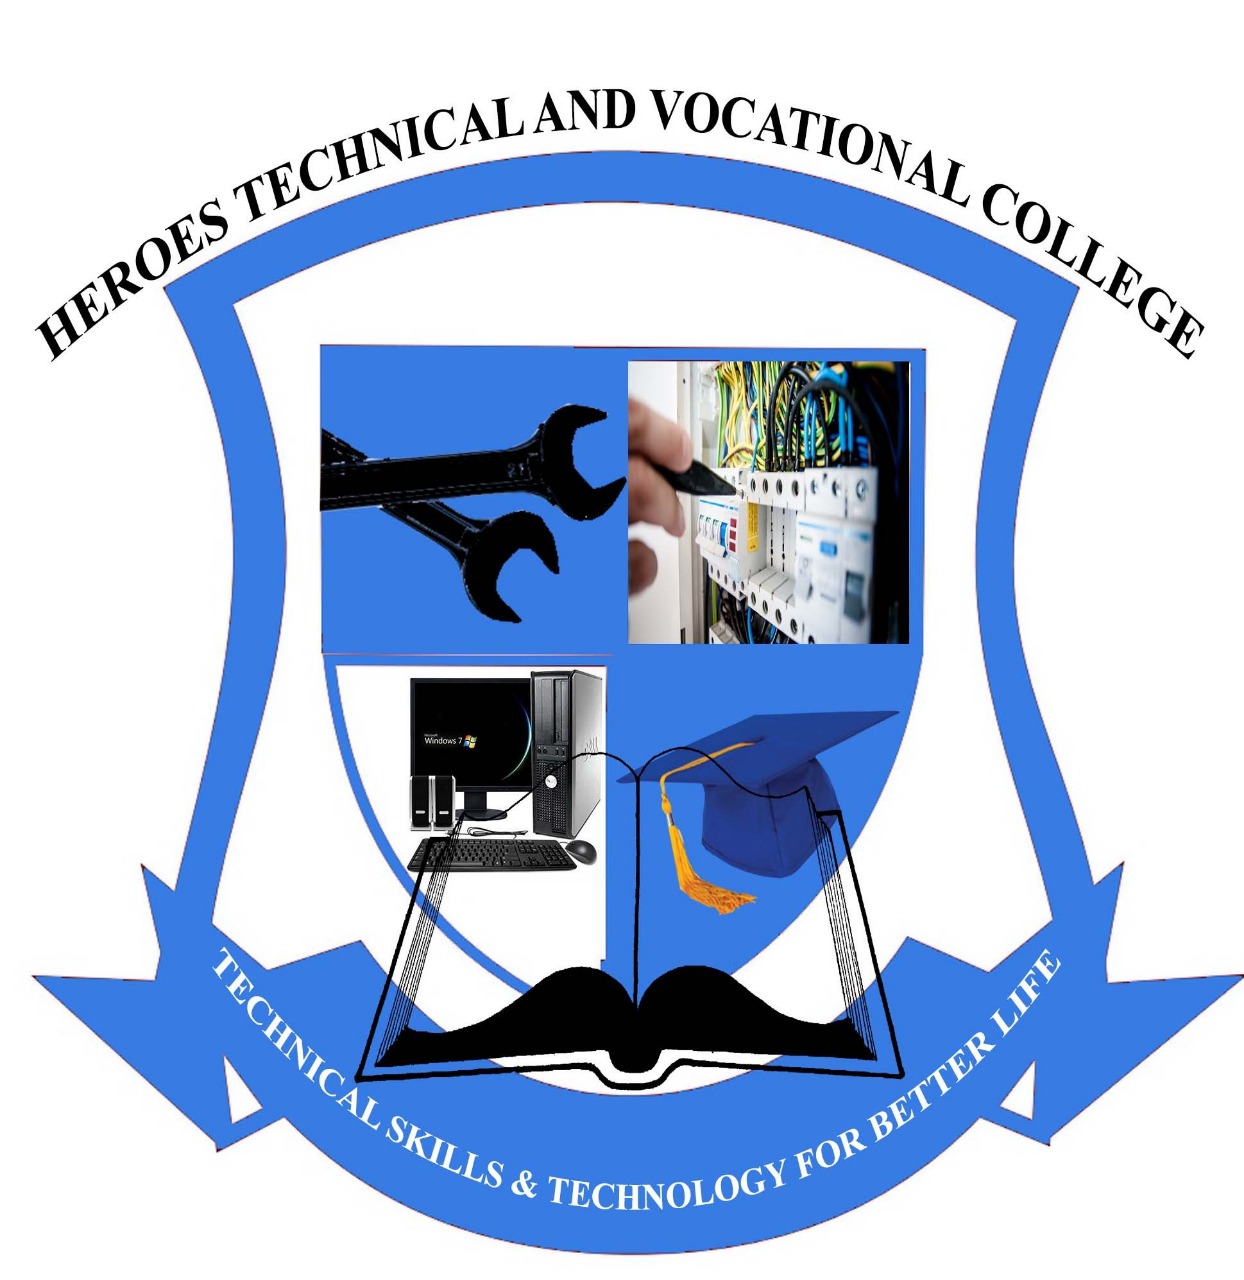 HEROES TECHNICAL AND VOCATIONAL COLLEGE
Windows 7
TECHNICAL SKILLS & TECHNOLOGY FOR BETTER LIFE